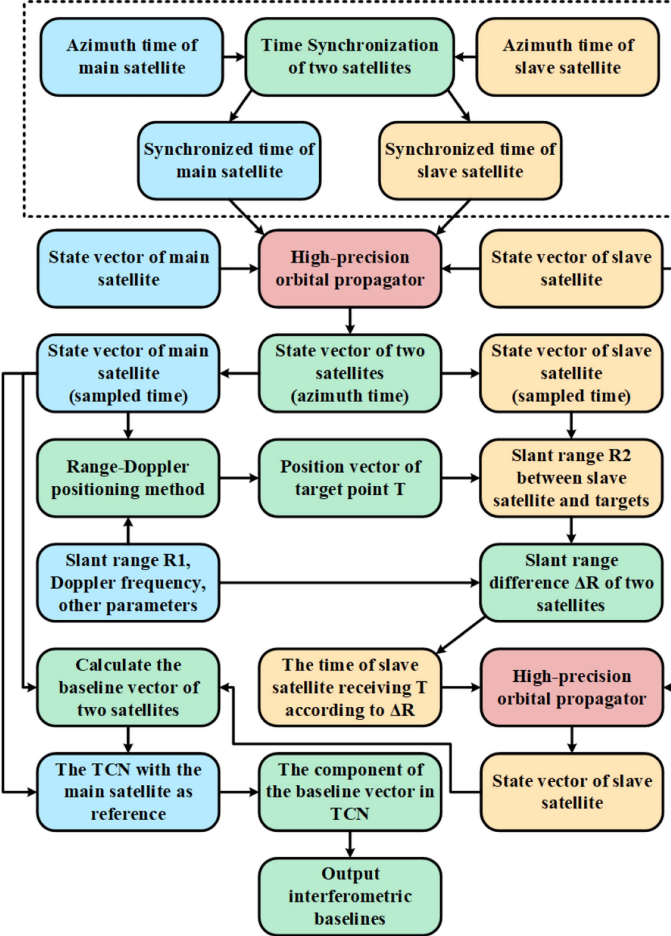 Azimuth time of
main satellite
Time Synchronization
of two satellites
Azimuth time of
slave satellite
Synchronized time of
main satellite
Synchronized time of
slave satellite
State vector of main
satellite
High-precision
orbital propagator
State vector of slave
satellite
State vector of main
satellite
(sampled time)
State vector of two
satellites
(azimuth time)
State vector of slave
satellite
(sampled time)
Range-Doppler
positioning method
Position vector of
target point T
Slant range R2
between slave
satellite and targets
Slant range R1,
Doppler frequency,
other parameters
Slant range
difference ΔR of two
satellites
Calculate the
baseline vector of
two satellites
The time of slave
satellite receiving T
according to ΔR
High-precision
orbital propagator
The TCN with the
main satellite as
reference
The component of
the baseline vector in
TCN
State vector of slave
satellite
Output
interferometric
baselines